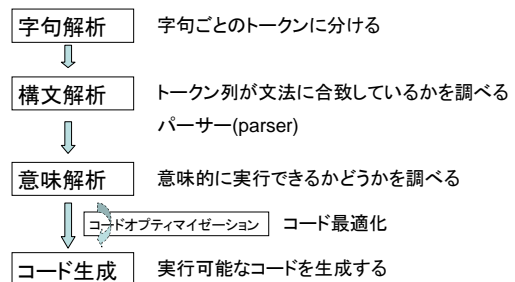 字句解析 字句ごとのトークンに分ける
構文解析 トークン列が文法に合致しているかを調べる
パーサー(parser)
意味解析 意味的に実行できるかどうかを調べる
コードオプティマイゼーション コード最適化
コード生成 実行可能なコードを生成する